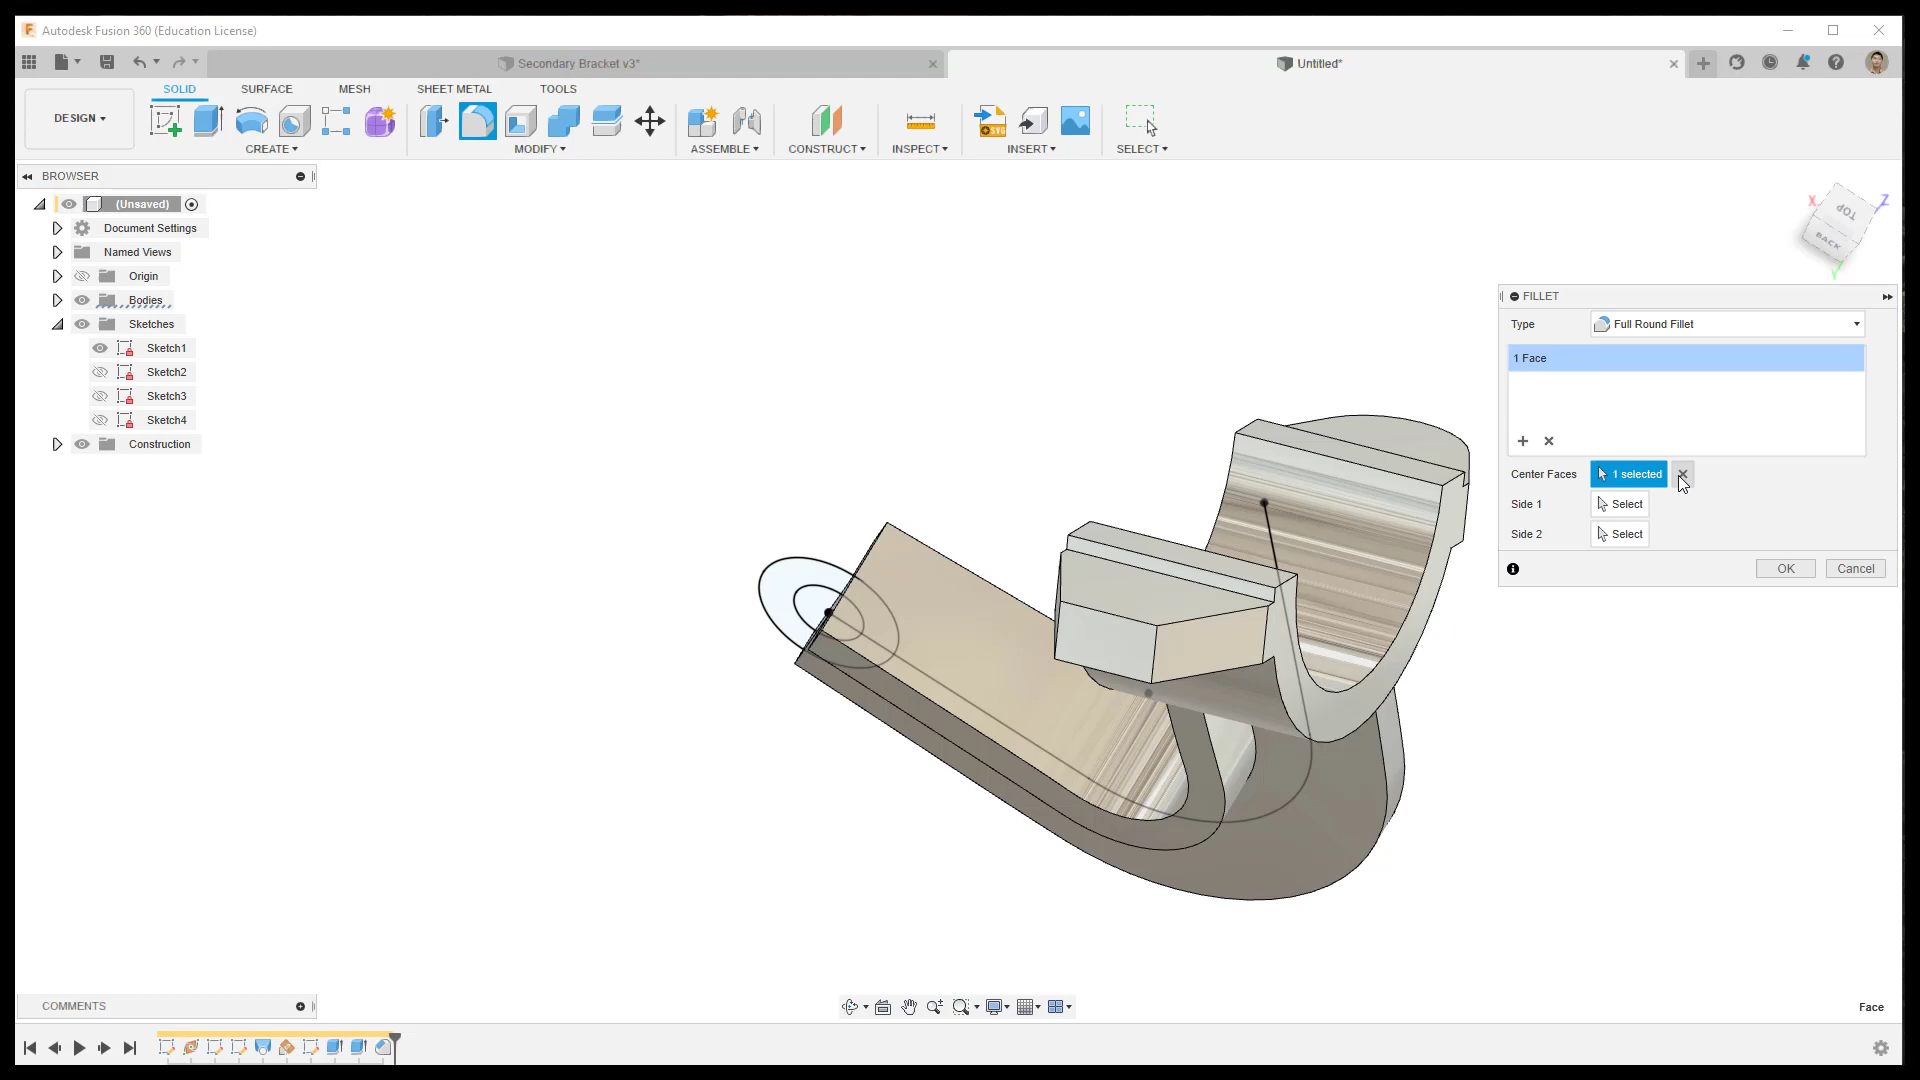 Autodesk Fusion 360 (Education License)
Secondary Bracket v3*
Untitled*
SOLID
SURFACE
MESH
SHEET METAL
TOOLS
DESIGN
CREATE
MODIFY
ASSEMBLE
CONSTRUCT
INSPECT
INSERT
SELECT
SVG
BROWSER
(Unsaved)
Document Settings
Named Views
Origin
Bodies
Sketches
Sketch1
Sketch2
Sketch3
Sketch4
Construction
X
Z
Y
TOP
BACK
FILLET
Type
Full Round Fillet
1 Face
Center Faces
1 selected
Side 1
Select
Side 2
Select
OK
Cancel
COMMENTS
Face